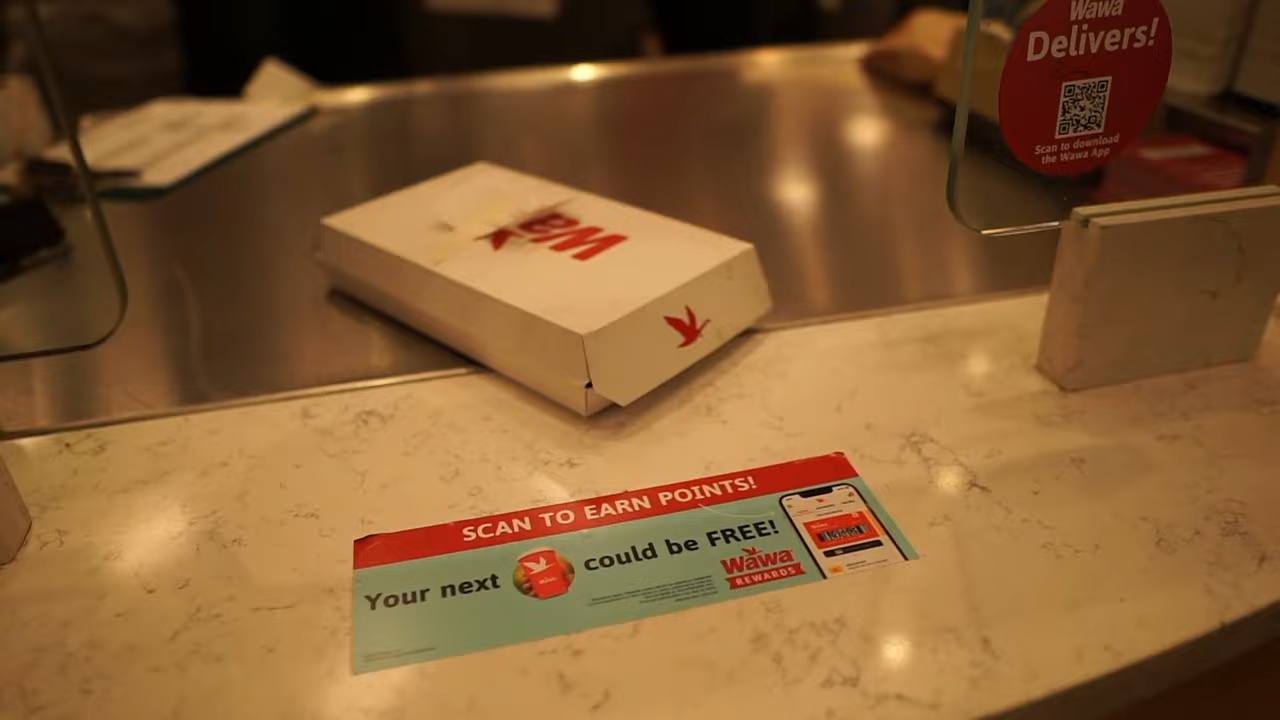 Wawa
Delivers!
Scan to download
the Wawa App
Wa
SCAN TO EARN POINTS!
Your next could be FREE!
Wawa
REWARDS